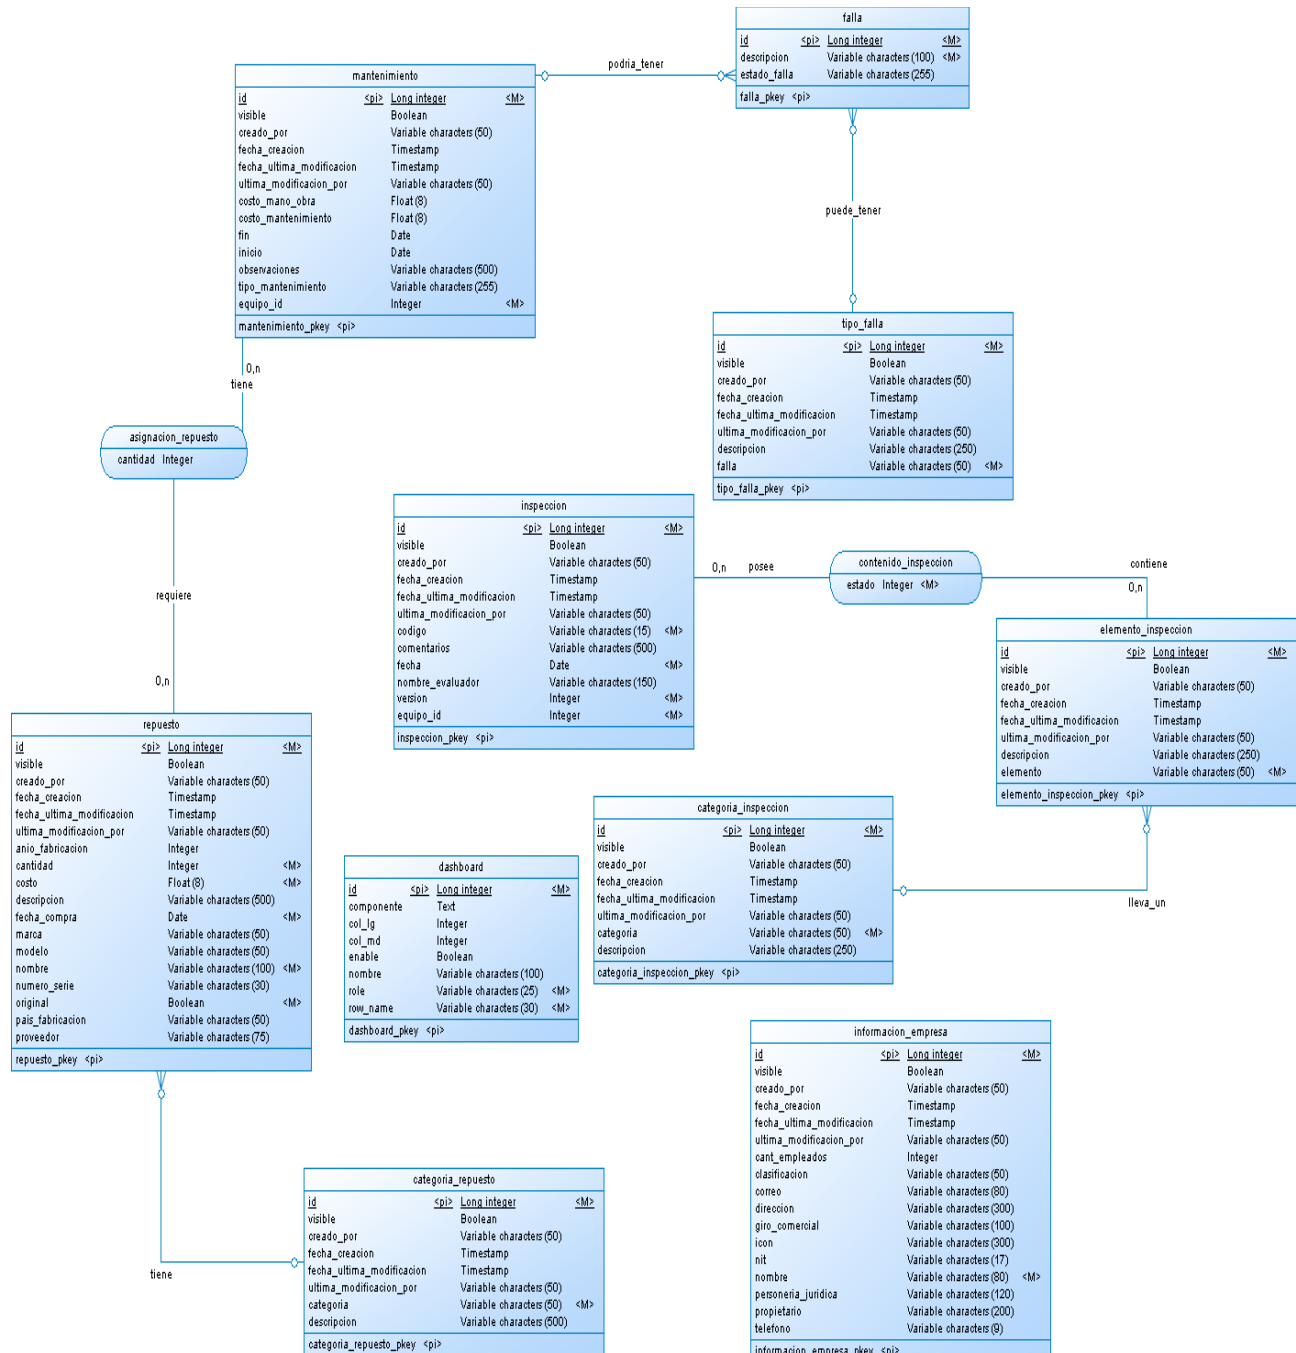 falla
id <pi> Long integer <M>
descripcion Variable characters (100) <M>
estado_falla Variable characters (255)
falla_pkey <pi>
podria_tener
mantenimiento
id <pi> Long integer <M>
visible Boolean
creado_por Variable characters (50)
fecha_creacion Timestamp
fecha_ultima_modificacion Timestamp
ultima_modificacion_por Variable characters (50)
costo_mano_obra Float (8)
costo_mantenimiento Float (8)
fin Date
inicio Date
observaciones Variable characters (500)
tipo_mantenimiento Variable characters (255)
equipo_id Integer <M>
mantenimiento_pkey <pi>
puede_tener
tipo_falla
id <pi> Long integer <M>
visible Boolean
creado_por Variable characters (50)
fecha_creacion Timestamp
fecha_ultima_modificacion Timestamp
ultima_modificacion_por Variable characters (50)
descripcion Variable characters (250)
falla Variable characters (50) <M>
tipo_falla_pkey <pi>
0,n
tiene
asignacion_repuesto
cantidad Integer
requiere
0,n
inspeccion
id <pi> Long integer <M>
visible Boolean
creado_por Variable characters (50)
fecha_creacion Timestamp
fecha_ultima_modificacion Timestamp
ultima_modificacion_por Variable characters (50)
codigo Variable characters (15) <M>
comentarios Variable characters (500)
fecha Date <M>
nombre_evaluador Variable characters (150)
version Integer <M>
equipo_id Integer <M>
inspeccion_pkey <pi>
0,n posee
contenido_inspeccion
estado Integer <M>
contiene
0,n
elemento_inspeccion
id <pi> Long integer <M>
visible Boolean
creado_por Variable characters (50)
fecha_creacion Timestamp
fecha_ultima_modificacion Timestamp
ultima_modificacion_por Variable characters (50)
descripcion Variable characters (250)
elemento Variable characters (50) <M>
elemento_inspeccion_pkey <pi>
repuesto
id <pi> Long integer <M>
visible Boolean
creado_por Variable characters (50)
fecha_creacion Timestamp
fecha_ultima_modificacion Timestamp
ultima_modificacion_por Variable characters (50)
anio_fabricacion Integer
cantidad Integer <M>
costo Float (8) <M>
descripcion Variable characters (500)
fecha_compra Date <M>
marca Variable characters (50)
modelo Variable characters (50)
nombre Variable characters (100) <M>
numero_serie Variable characters (30)
original Boolean <M>
pais_fabricacion Variable characters (50)
proveedor Variable characters (75)
repuesto_pkey <pi>
categoria_inspeccion
id <pi> Long integer <M>
visible Boolean
creado_por Variable characters (50)
fecha_creacion Timestamp
fecha_ultima_modificacion Timestamp
ultima_modificacion_por Variable characters (50)
categoria Variable characters (50) <M>
descripcion Variable characters (250)
categoria_inspeccion_pkey <pi>
lleva_un
dashboard
id <pi> Long integer <M>
componente Text
col_lg Integer
col_md Integer
enable Boolean
nombre Variable characters (100)
role Variable characters (25) <M>
row_name Variable characters (30) <M>
dashboard_pkey <pi>
informacion_empresa
id <pi> Long integer <M>
visible Boolean
creado_por Variable characters (50)
fecha_creacion Timestamp
fecha_ultima_modificacion Timestamp
ultima_modificacion_por Variable characters (50)
cant_empleados Integer
clasificacion Variable characters (50)
correo Variable characters (80)
direccion Variable characters (300)
giro_comercial Variable characters (100)
icon Variable characters (300)
nit Variable characters (17)
nombre Variable characters (80) <M>
personeria_juridica Variable characters (120)
propietario Variable characters (200)
telefono Variable characters (9)
informacion_empresa_pkey <pi>
tiene
categoria_repuesto
id <pi> Long integer <M>
visible Boolean
creado_por Variable characters (50)
fecha_creacion Timestamp
fecha_ultima_modificacion Timestamp
ultima_modificacion_por Variable characters (50)
categoria Variable characters (50) <M>
descripcion Variable characters (500)
categoria_repuesto_pkey <pi>